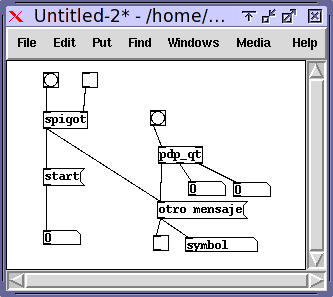 Untitled-2* - /home/...
File Edit Put Find Windows Media Help
spigot
pdp_qt
start
0 0
otro mensaje
0
symbol